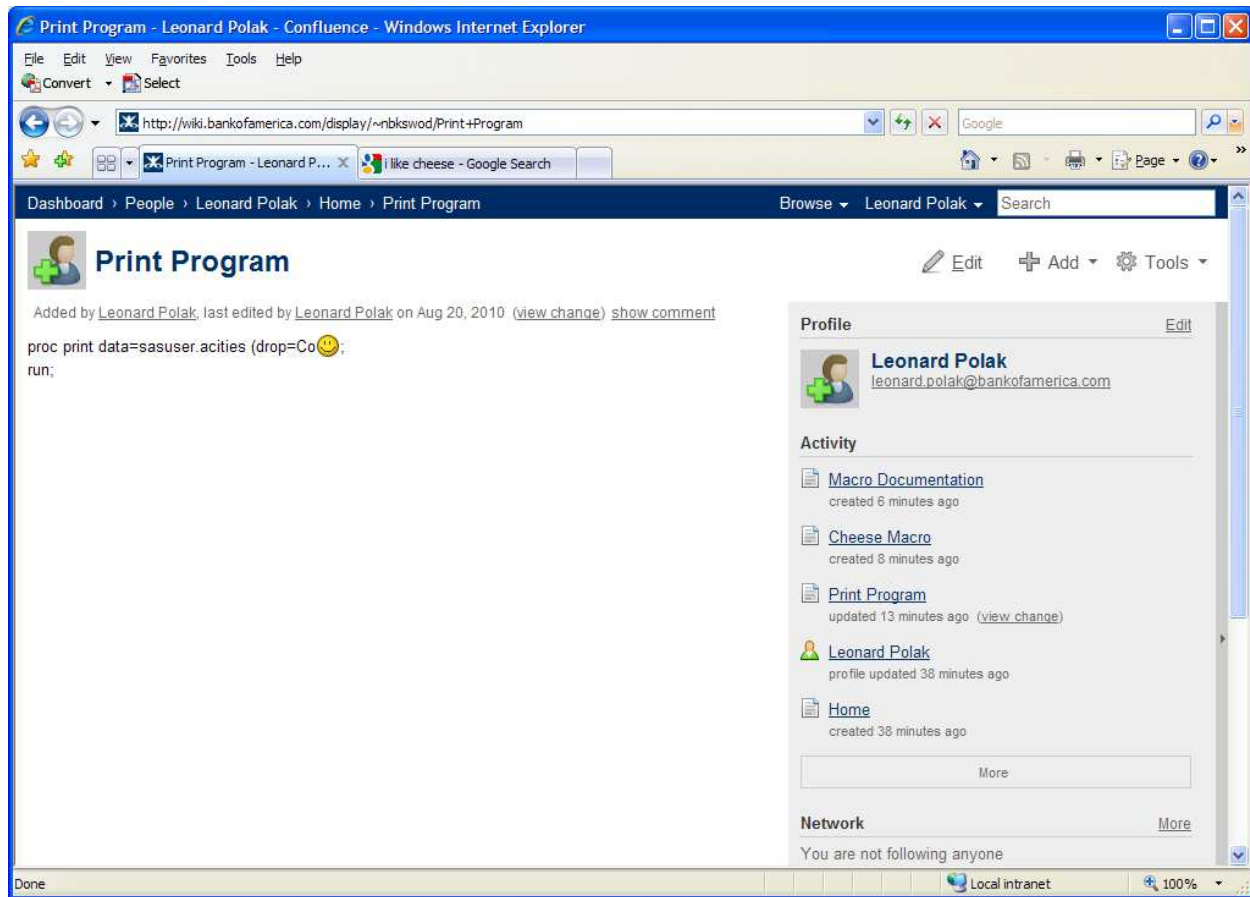 Print Program - Leonard Polak - Confluence - Windows Internet Explorer
File Edit View Favorites Tools Help
Convert Select
http://wiki.bankofamerica.com/display/~nbkswod/Print+Program
Google
Print Program - Leonard P... i like cheese - Google Search
Page
Dashboard › People › Leonard Polak › Home › Print Program
Browse Leonard Polak Search
Print Program
Edit Add Tools
Added by Leonard Polak, last edited by Leonard Polak on Aug 20, 2010 (view change) show comment
proc print data=sasuser.acities (drop=Co;
run;
Profile Edit
Leonard Polak
leonard.polak@bankofamerica.com
Activity
Macro Documentation
created 6 minutes ago
Cheese Macro
created 8 minutes ago
Print Program
updated 13 minutes ago (view change)
Leonard Polak
profile updated 38 minutes ago
Home
created 38 minutes ago
More
Network More
You are not following anyone
Done Local intranet 100%